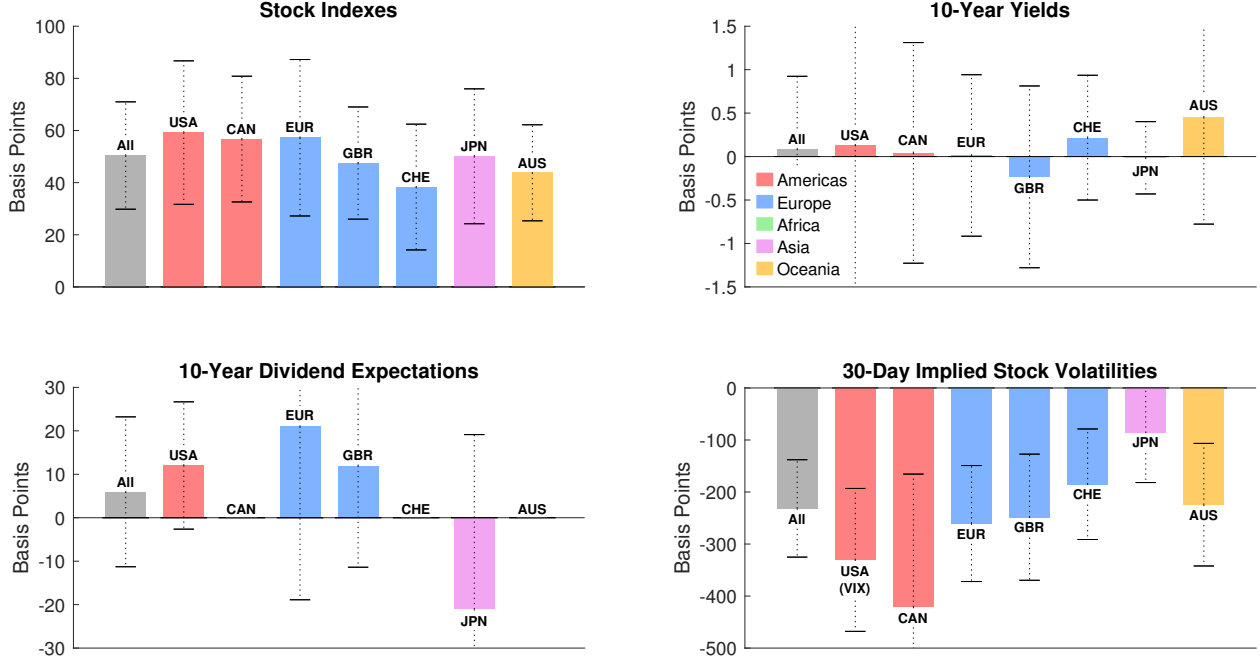 Stock Indexes
Basis Points
100
80
60
40
20
0
All
USA
CAN
EUR
GBR
CHE
JPN
AUS
10-Year Yields
Basis Points
1.5
1
0.5
0
-0.5
-1
-1.5
All
USA
CAN
EUR
GBR
CHE
JPN
AUS
Americas
Europe
Africa
Asia
Oceania
10-Year Dividend Expectations
Basis Points
30
20
10
0
-10
-20
-30
All
USA
CAN
EUR
GBR
CHE
JPN
AUS
30-Day Implied Stock Volatilities
Basis Points
0
-100
-200
-300
-400
-500
All
USA
(VIX)
CAN
EUR
GBR
CHE
JPN
AUS